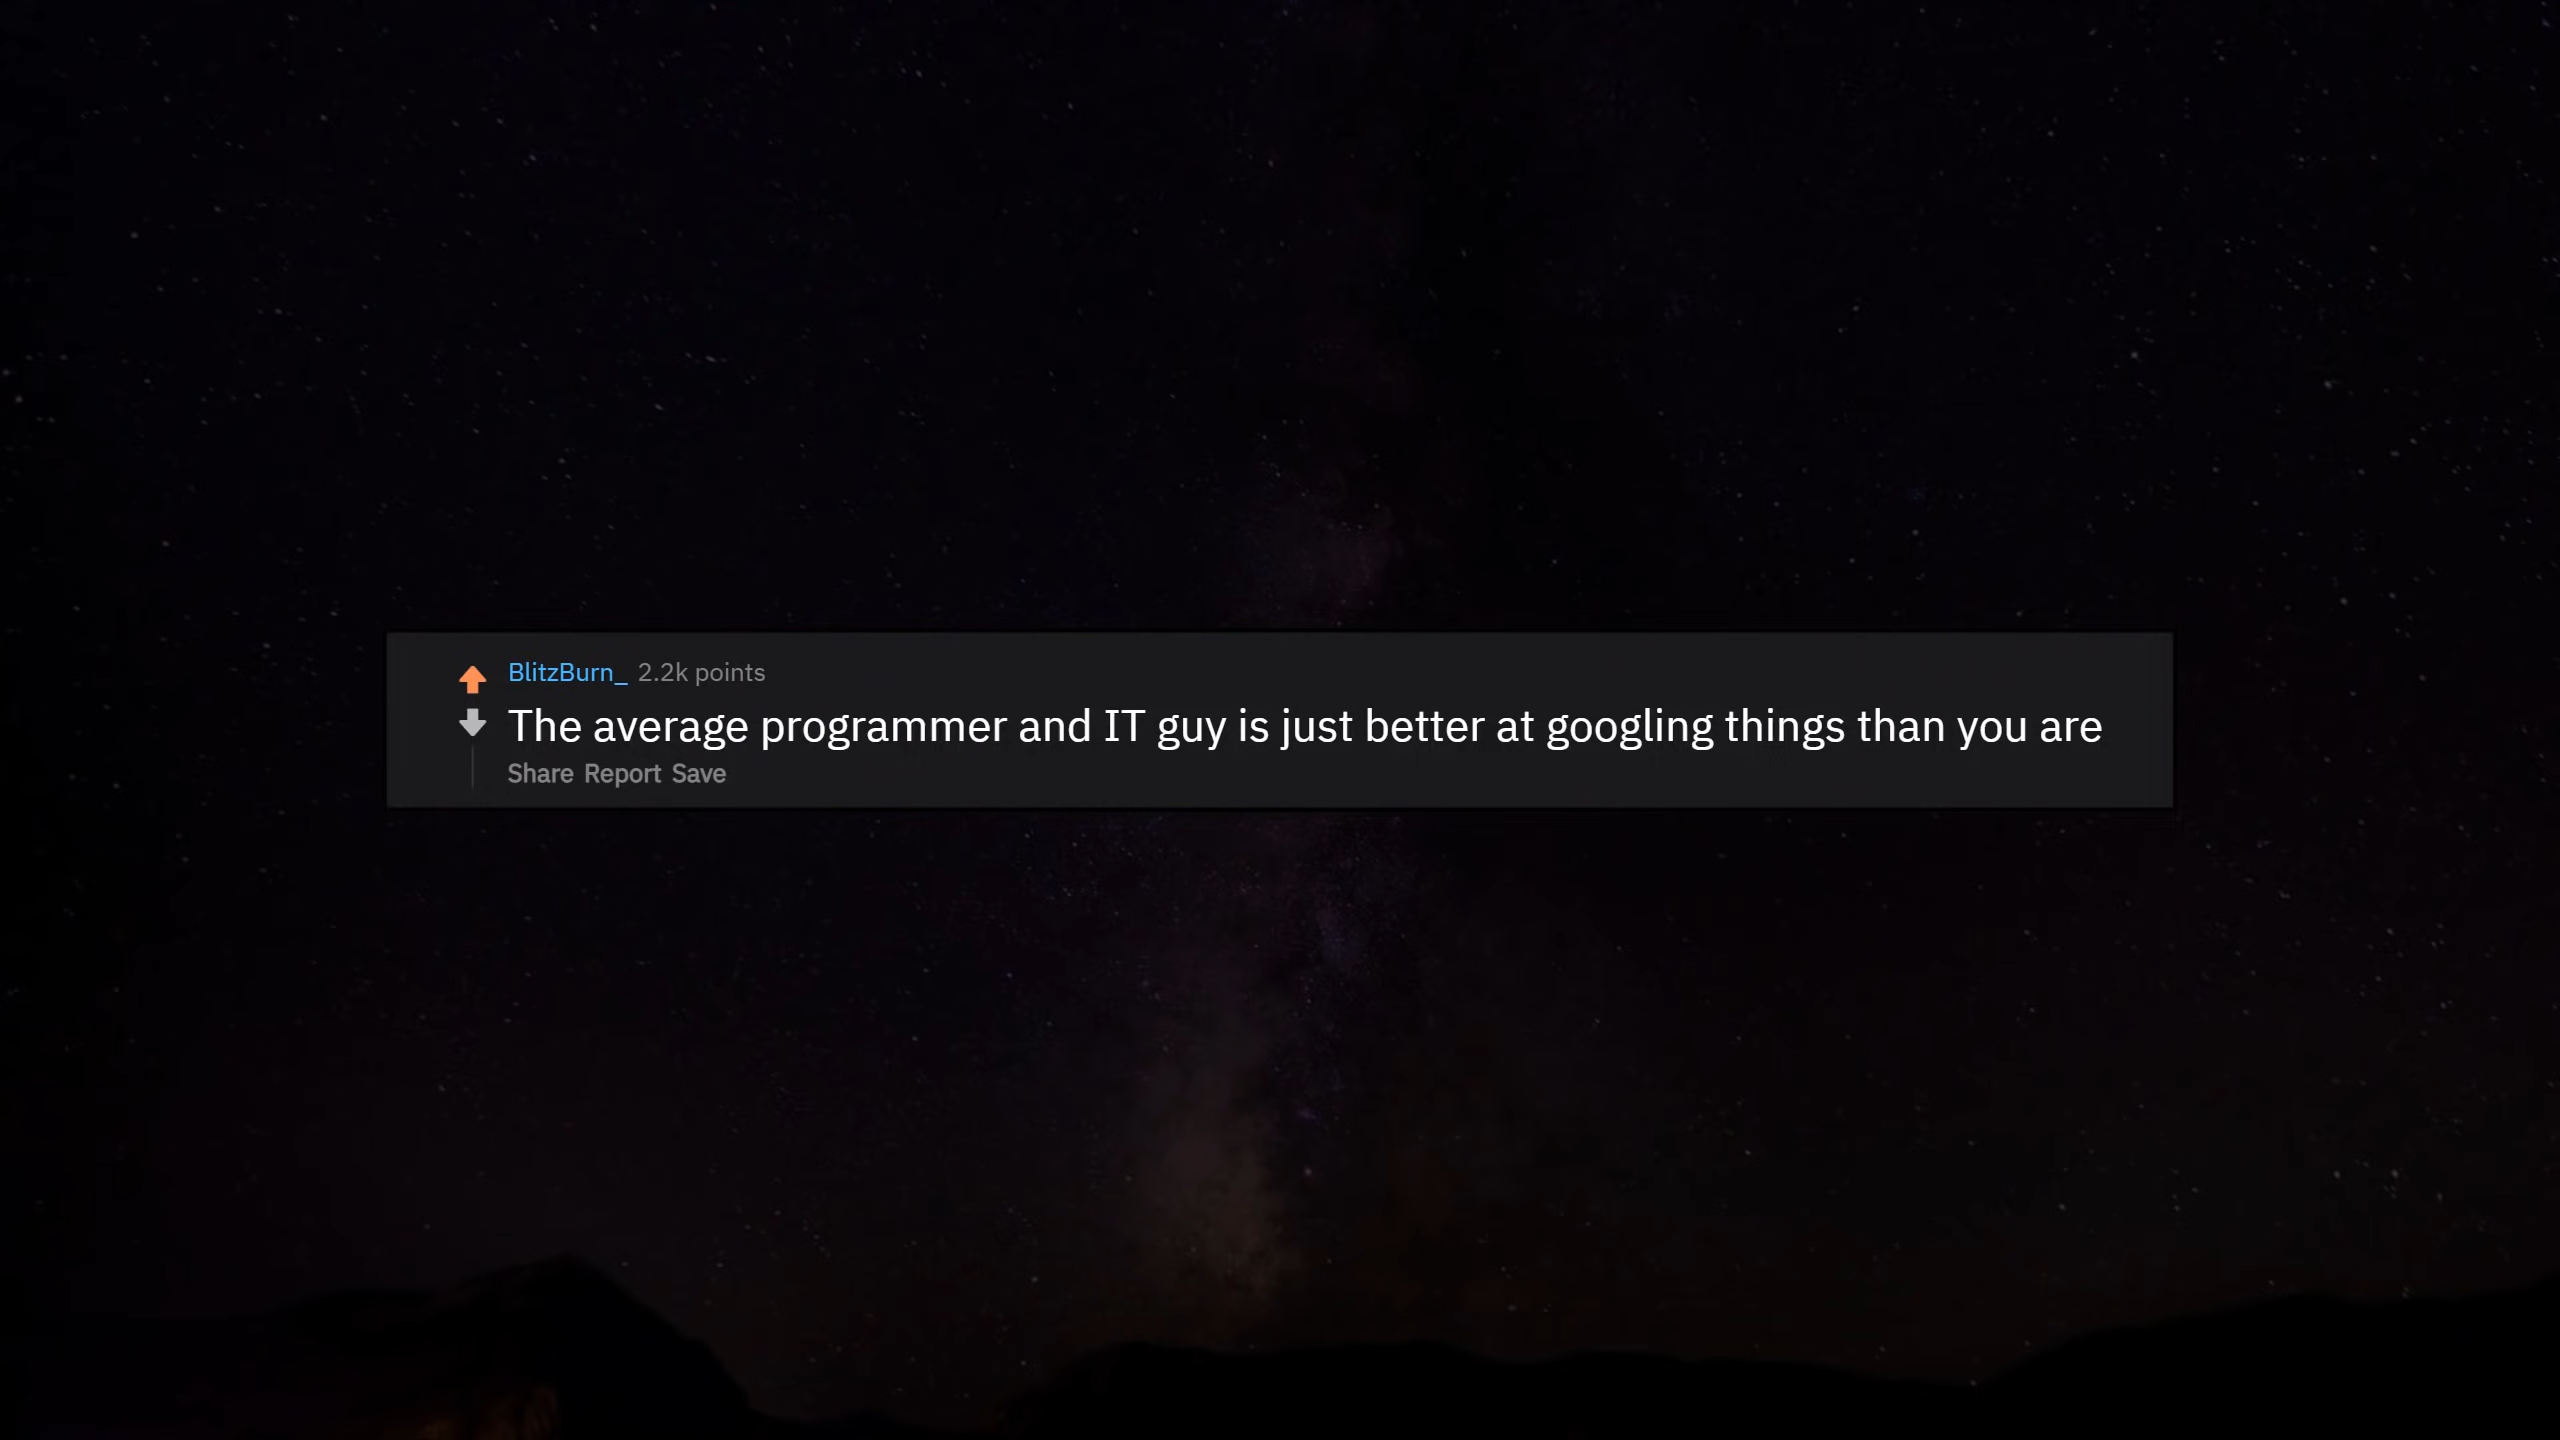 BlitzBurn_ 2.2k points
The average programmer and IT guy is just better at googling things than you are
Share Report Save